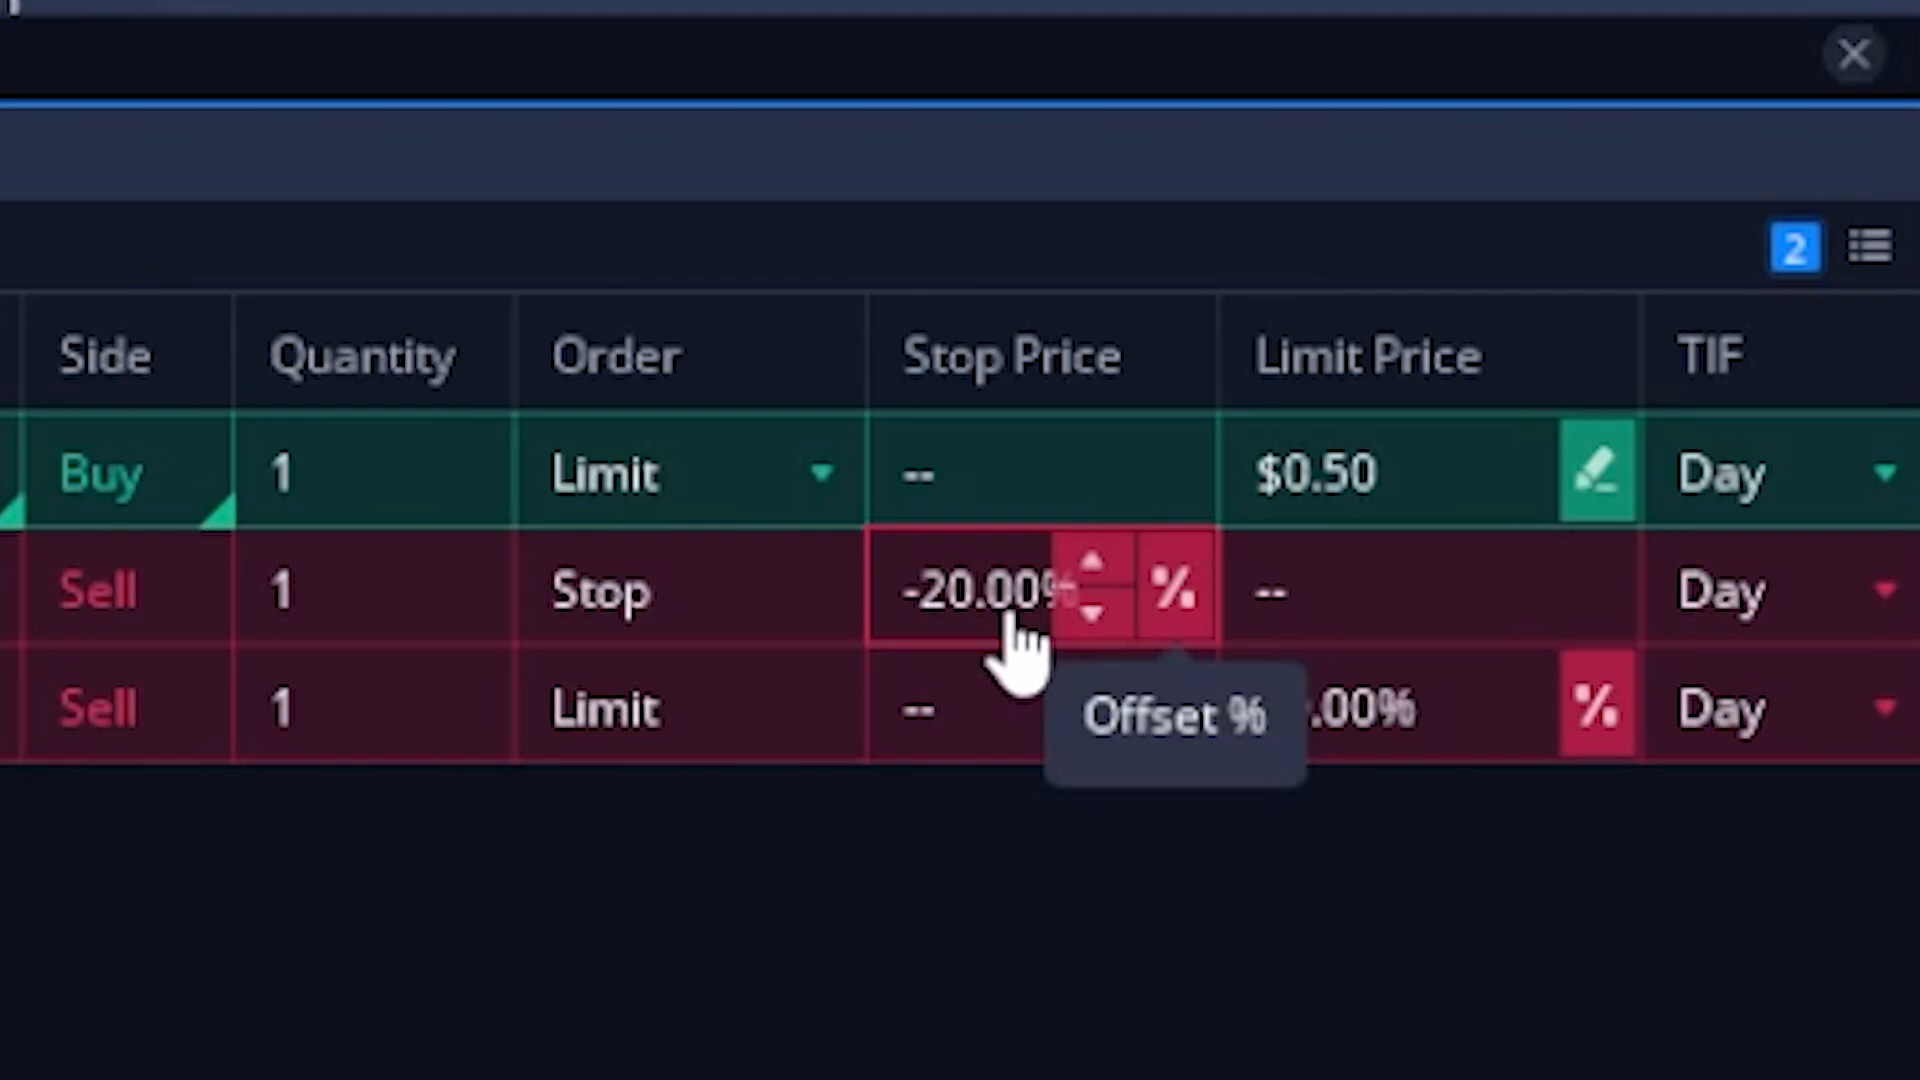 2
Side Quantity Order Stop Price Limit Price TIF
Buy 1 Limit -- $0.50 Day
Sell 1 Stop -20.00% % -- Day
Sell 1 Limit -- .00% % Day
Offset %